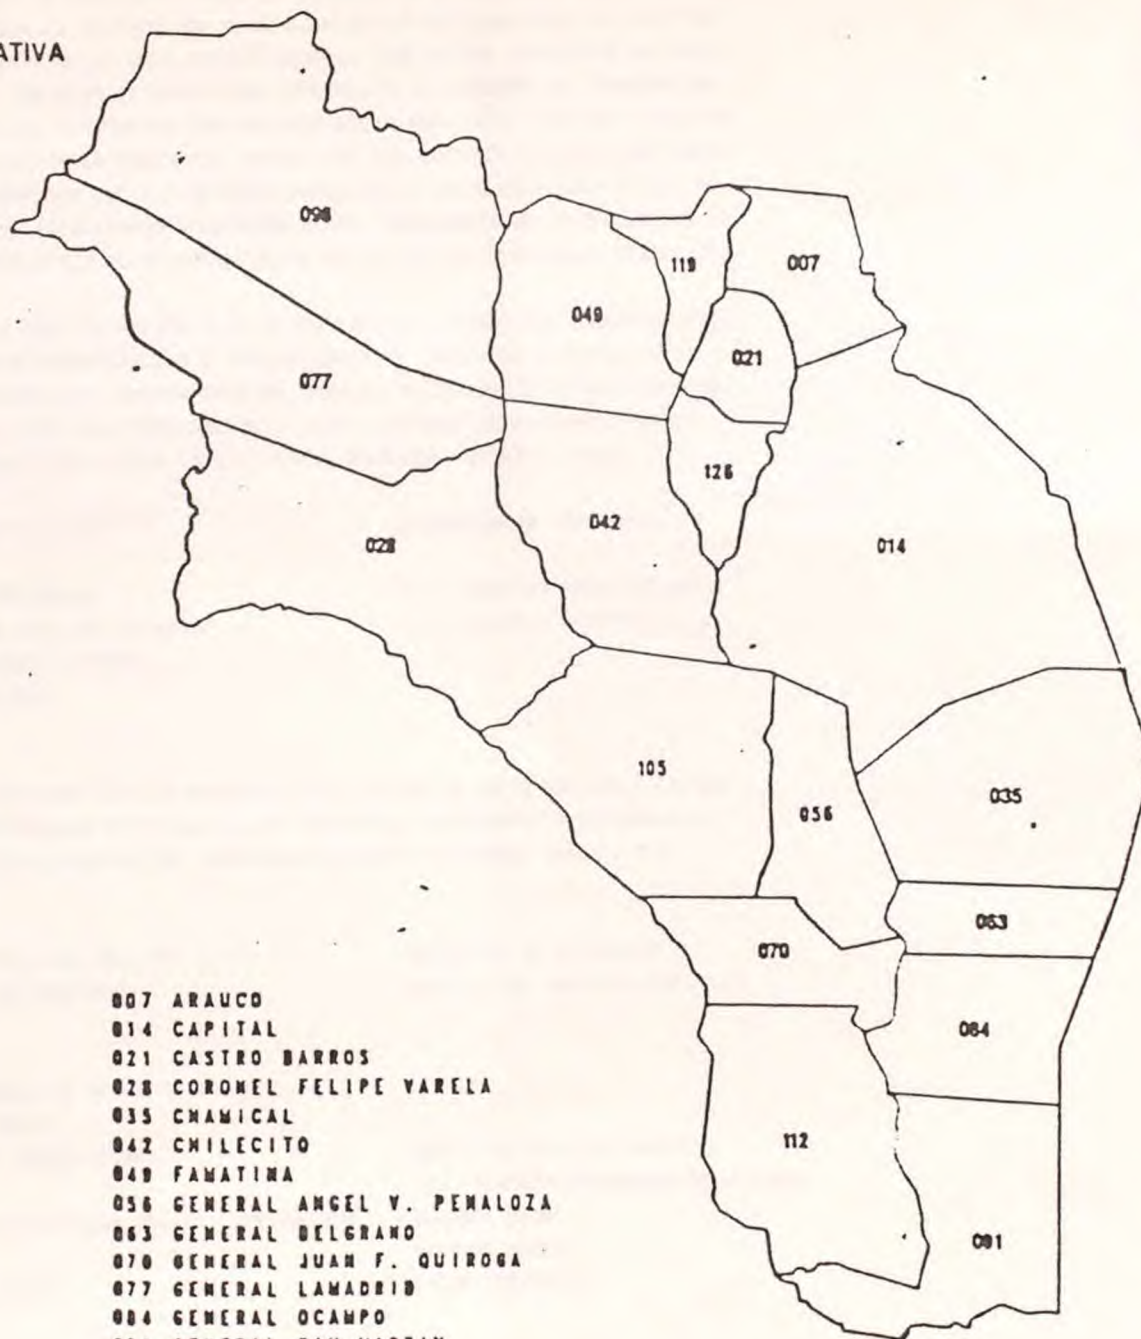 ATIVA
098
119
007
049
021
077
126
028
042
014
105
035
056
063
070
084
112
091
007 ARAUCO
014 CAPITAL
021 CASTRO BARROS
028 CORONEL FELIPE VARELA
035 CHAMICAL
042 CHILECITO
049 FAMATINA
056 GENERAL ANGEL V. PENALOZA
063 GENERAL BELGRANO
070 GENERAL JUAN F. QUIROGA
077 GENERAL LAMADRID
084 GENERAL OCAMPO